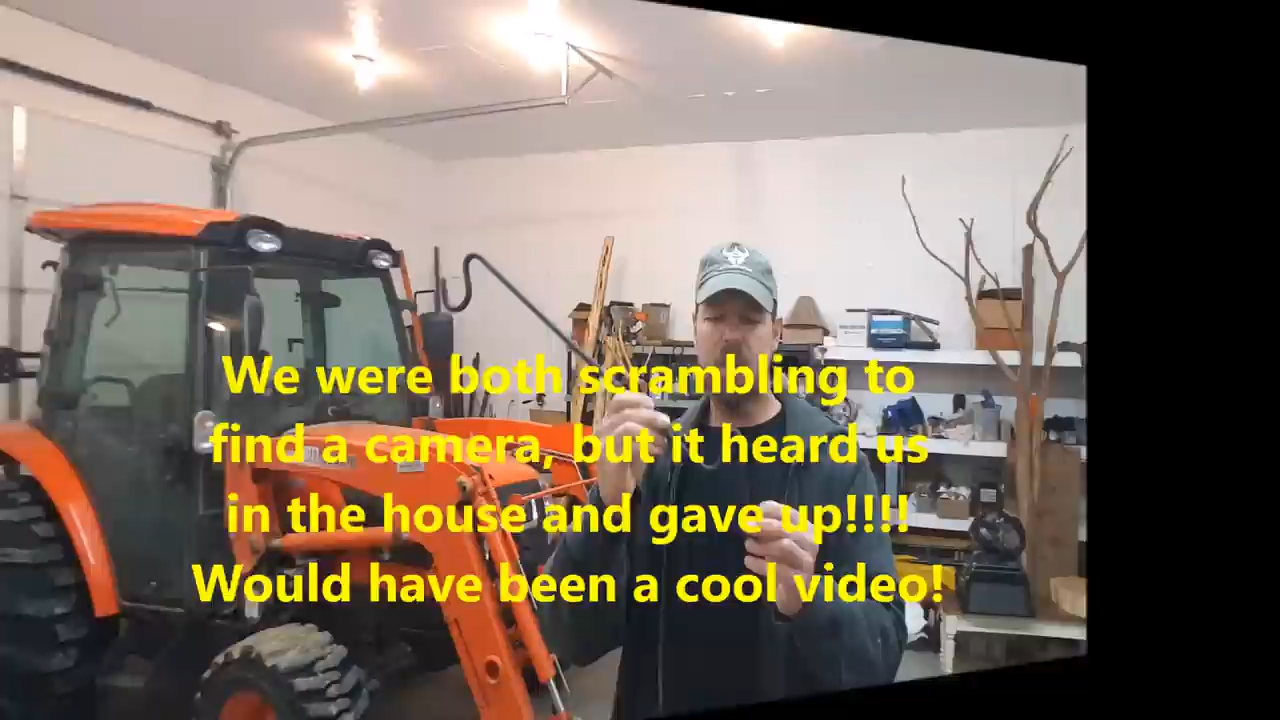 We were both scrambling to
find a camera, but it heard us
in the house and gave up!!!!
Would have been a cool video!